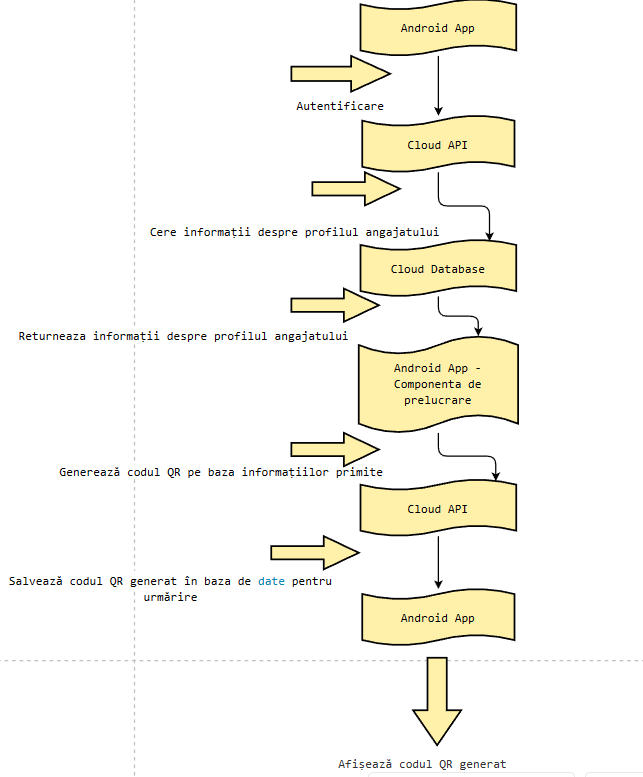 Android App
Autentificare
Cloud API
Cere informații despre profilul angajatului
Cloud Database
Returneaza informații despre profilul angajatului
Android App -
Componenta de
prelucrare
Generează codul QR pe baza informațiilor primite
Cloud API
Salvează codul QR generat în baza de date pentru
urmărire
Android App
Afișează codul QR generat